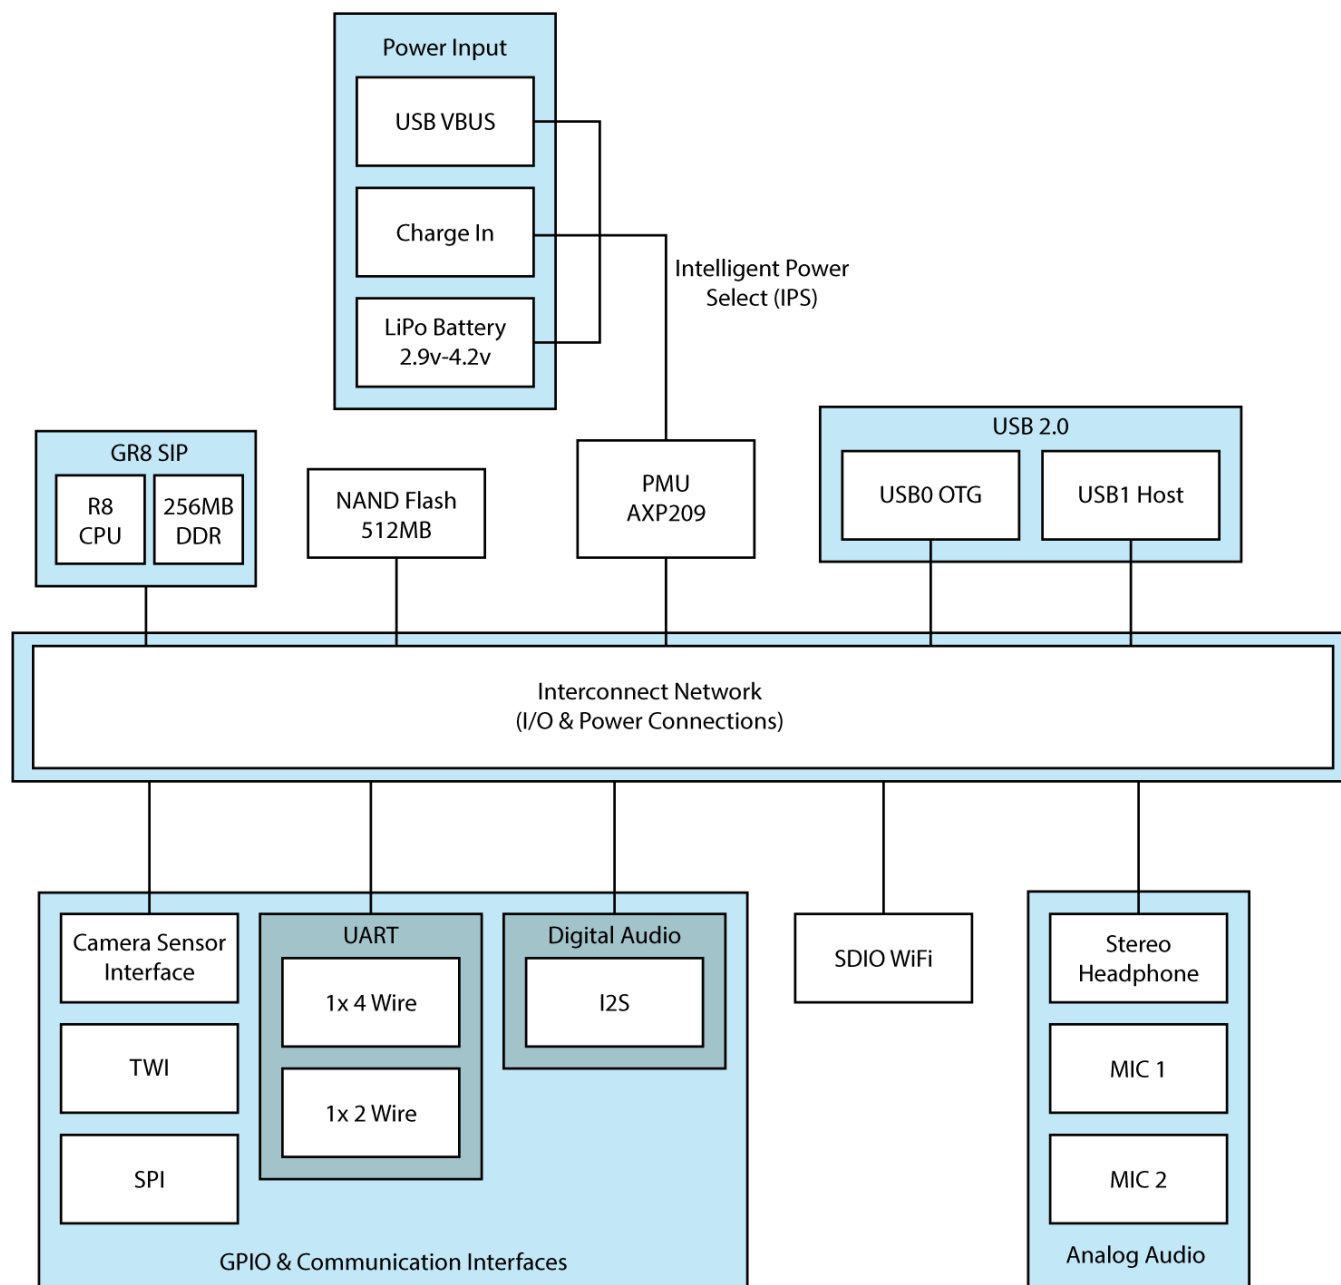 Power Input
USB VBUS
Charge In
LiPo Battery
2.9v-4.2v
Intelligent Power
Select (IPS)
GR8 SIP
R8
CPU
256MB
DDR
NAND Flash
512MB
PMU
AXP209
USB 2.0
USB0 OTG
USB1 Host
Interconnect Network
(I/O & Power Connections)
Camera Sensor
Interface
TWI
SPI
UART
1x 4 Wire
1x 2 Wire
Digital Audio
I2S
GPIO & Communication Interfaces
SDIO WiFi
Stereo
Headphone
MIC 1
MIC 2
Analog Audio